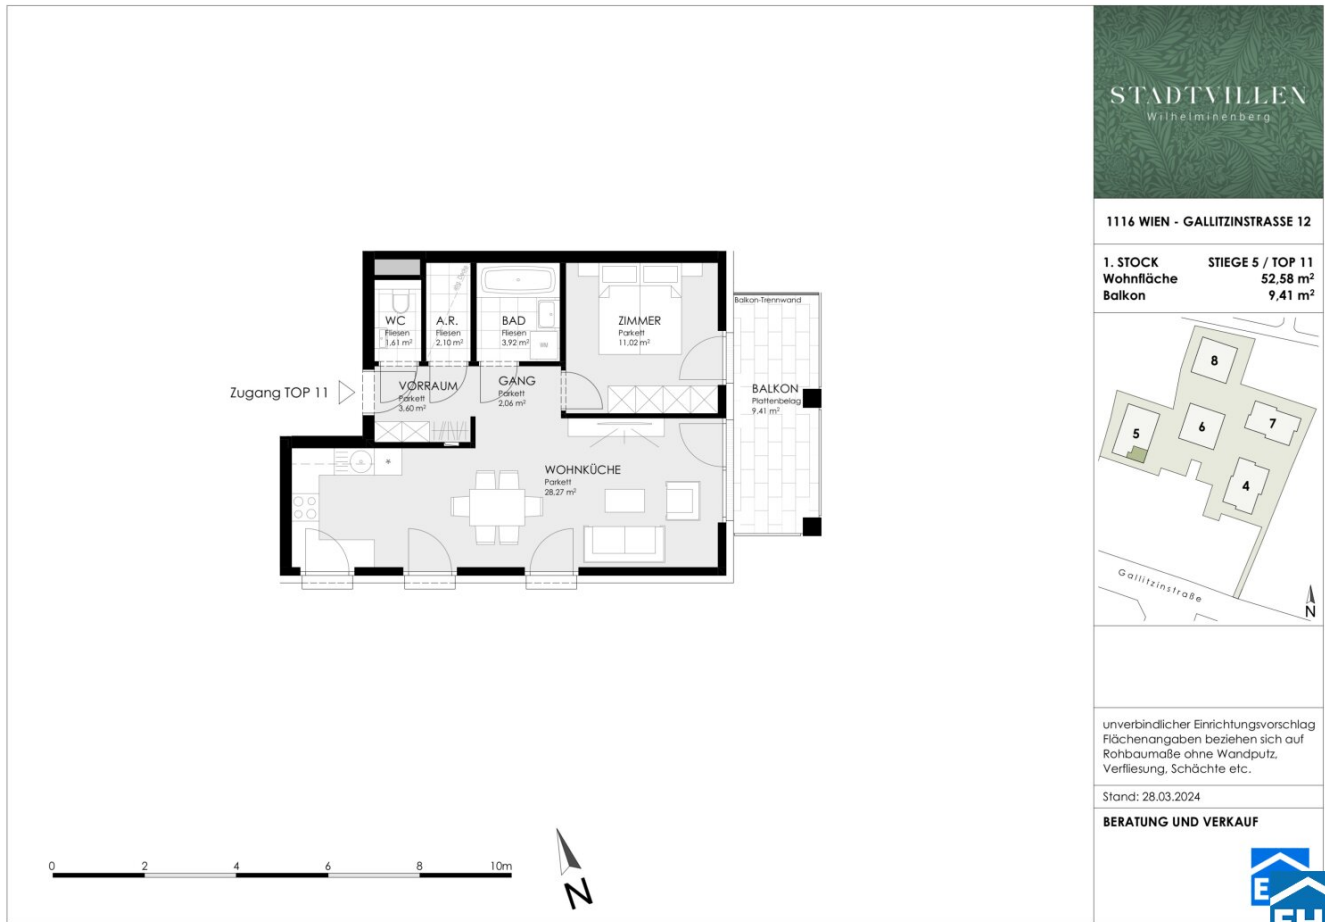 STADTVILLEN
Wilhelminenberg
1116 WIEN - GALLITZINSTRASSE 12
1. STOCK STIEGE 5 / TOP 11
Wohnfläche 52,58 m²
Balkon 9,41 m²
8
5
6
7
4
Gallitzinstraße
N
unverbindlicher Einrichtungsvorschlag
Flächenangaben beziehen sich auf
Rohbaumaße ohne Wandputz,
Verfliesung, Schächte etc.
Stand: 28.03.2024
BERATUNG UND VERKAUF
E
EH
Zugang TOP 11
WC
Fliesen
1,61 m²
A.R.
Fliesen
2,10 m²
BAD
Fliesen
3,92 m²
ZIMMER
Parkett
11,02 m²
Balkon-Trennwand
VORRAUM
Parkett
3,60 m²
GANG
Parkett
2,06 m²
BALKON
Plattenbelag
9,41 m²
WOHNKÜCHE
Parkett
28,27 m²
0 2 4 6 8 10m
N